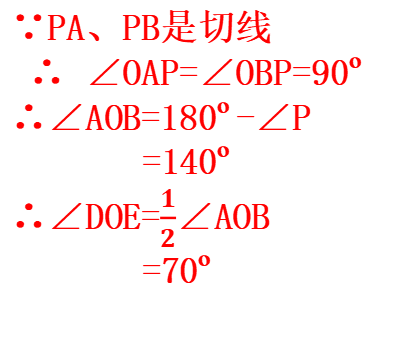 ∵PA、PB是切线
∴ ∠OAP=∠OBP=90º
∴∠AOB=180º-∠P
=140º
∴∠DOE=1/2∠AOB
=70º